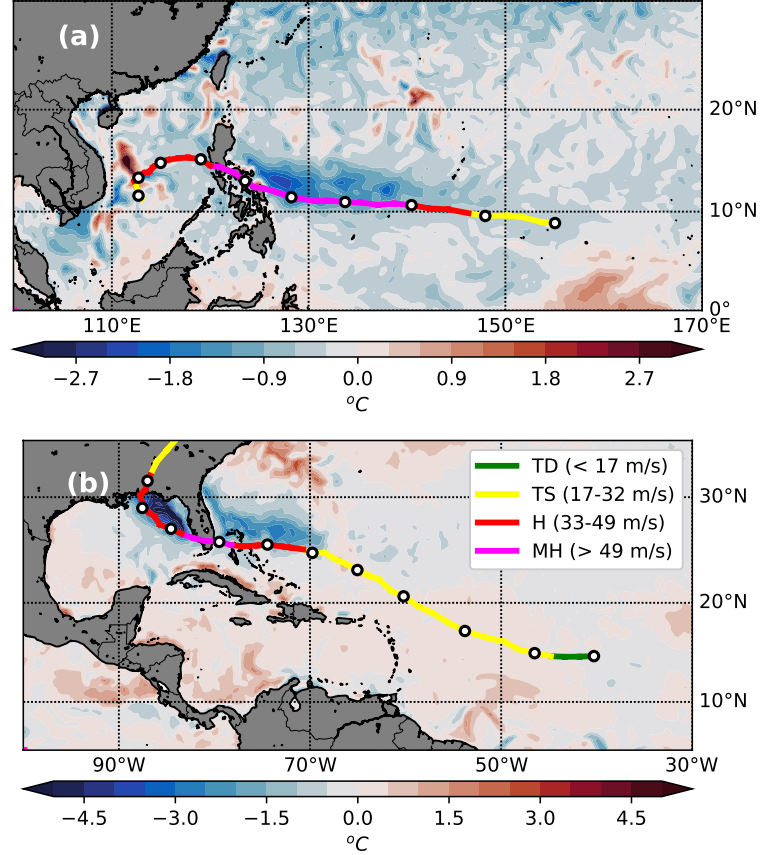 (a)
20°N
10°N
0°
110°E 130°E 150°E 170°E
−2.7 −1.8 −0.9 0.0 0.9 1.8 2.7
°C
(b)
TD (< 17 m/s)
TS (17-32 m/s)
H (33-49 m/s)
MH (> 49 m/s)
30°N
20°N
10°N
90°W 70°W 50°W 30°W
−4.5 −3.0 −1.5 0.0 1.5 3.0 4.5
°C